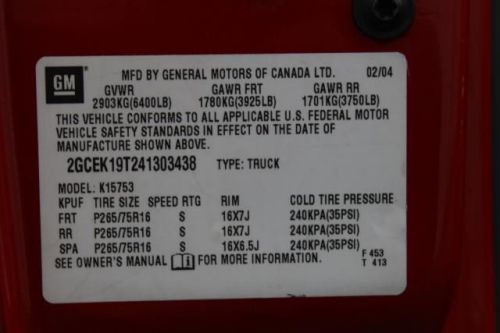 GM MFD BY GENERAL MOTORS OF CANADA LTD. 02/04
GVWR GAWR FRT GAWR RR
2903KG(6400LB) 1780KG(3925LB) 1701KG(3750LB)
THIS VEHICLE CONFORMS TO ALL APPLICABLE U.S. FEDERAL MOTOR
VEHICLE SAFETY STANDARDS IN EFFECT ON THE DATE OF
MANUFACTURE SHOWN ABOVE.
2GCEK19T241303438 TYPE: TRUCK
MODEL: K15753
KPUF TIRE SIZE SPEED RTG RIM COLD TIRE PRESSURE
FRT P265/75R16 S 16X7J 240KPA(35PSI)
RR P265/75R16 S 16X7J 240KPA(35PSI)
SPA P265/75R16 S 16X6.5J 240KPA(35PSI)
SEE OWNER'S MANUAL FOR MORE INFORMATION. F 453
T 413